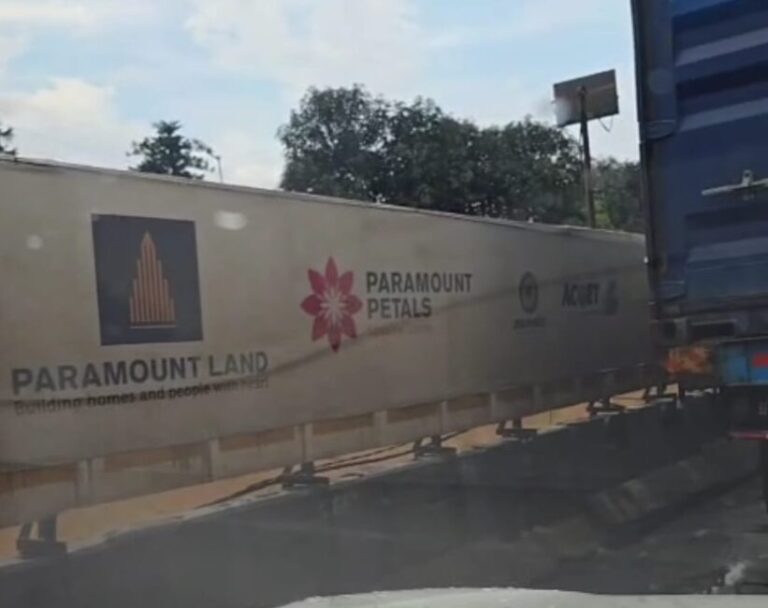 PARAMOUNT LAND
Building homes and people with heart
PARAMOUNT
PETALS